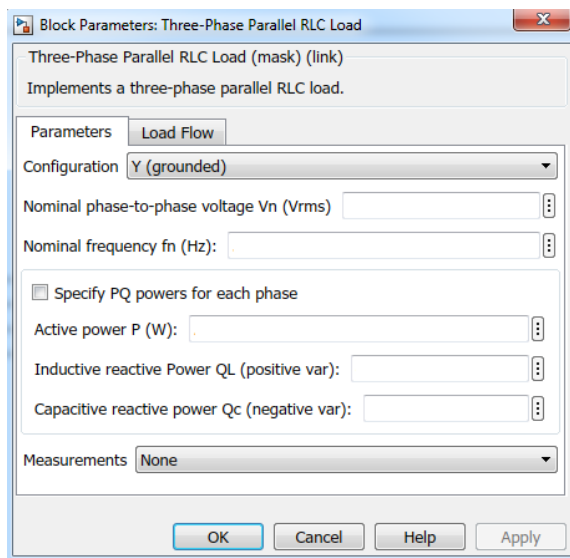 Block Parameters: Three-Phase Parallel RLC Load
Three-Phase Parallel RLC Load (mask) (link)
Implements a three-phase parallel RLC load.
Parameters
Load Flow
Configuration Y (grounded)
Nominal phase-to-phase voltage Vn (Vrms)
Nominal frequency fn (Hz):
Specify PQ powers for each phase
Active power P (W):
Inductive reactive Power QL (positive var):
Capacitive reactive power Qc (negative var):
Measurements None
OK Cancel Help Apply